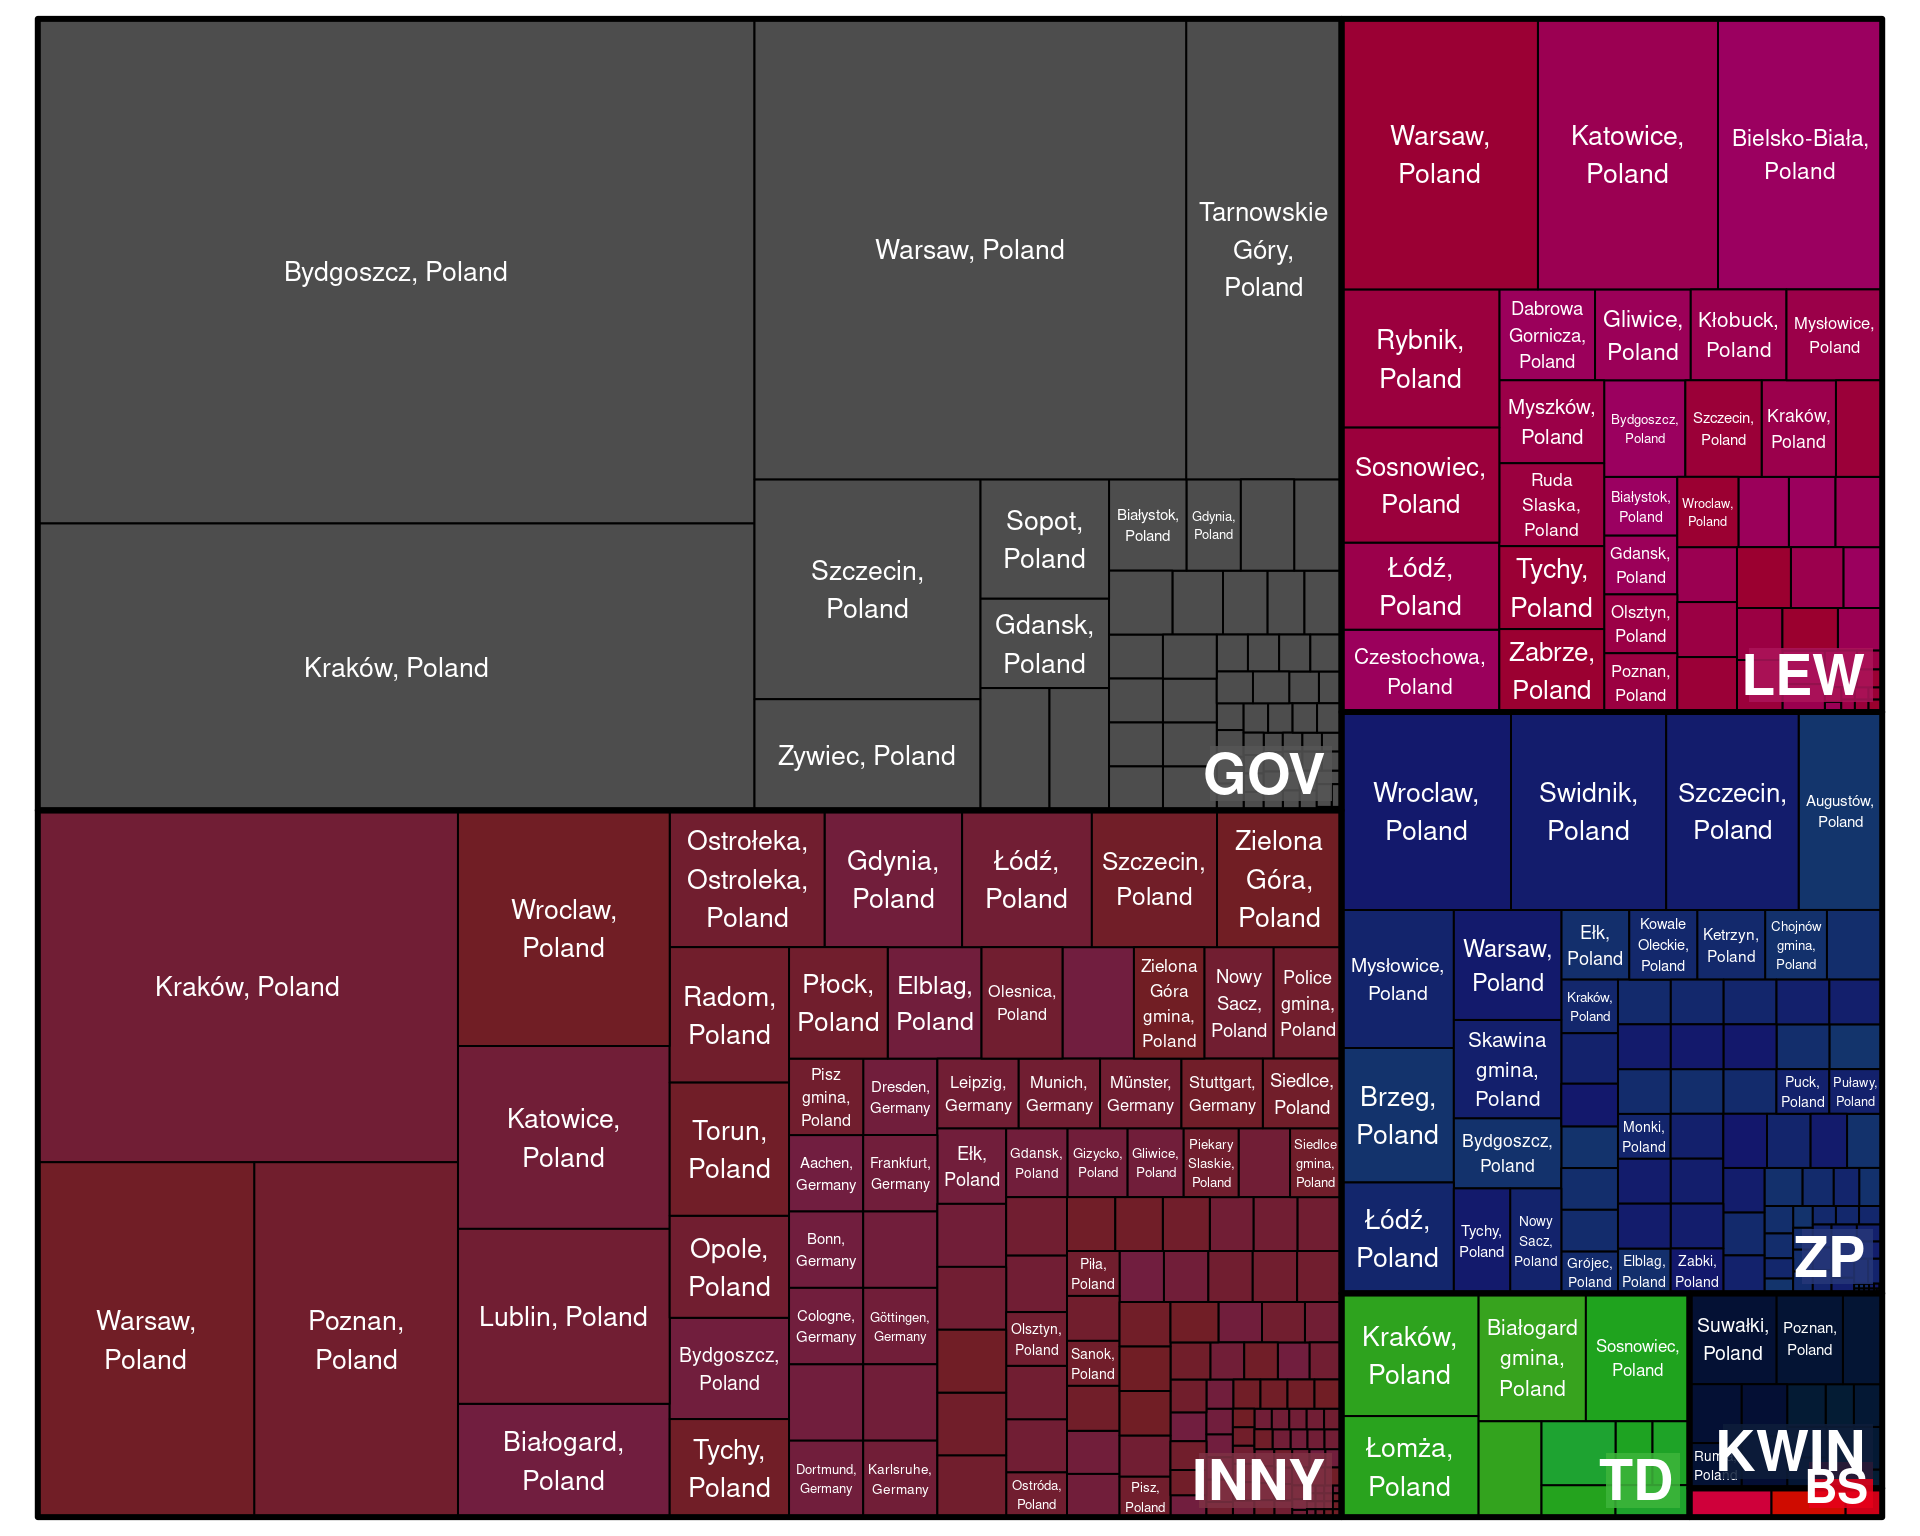 Bydgoszcz, Poland
Kraków, Poland
Warsaw, Poland
Tarnowskie
Góry,
Poland
Szczecin,
Poland
Zywiec, Poland
Sopot,
Poland
Gdansk,
Poland
Białystok,
Poland
Gdynia,
Poland
GOV
Warsaw,
Poland
Katowice,
Poland
Bielsko-Biała,
Poland
Rybnik,
Poland
Sosnowiec,
Poland
Łódź,
Poland
Czestochowa,
Poland
Dabrowa
Gornicza,
Poland
Gliwice,
Poland
Kłobuck,
Poland
Mysłowice,
Poland
Myszków,
Poland
Ruda
Slaska,
Poland
Tychy,
Poland
Zabrze,
Poland
Bydgoszcz,
Poland
Szczecin,
Poland
Kraków,
Poland
Białystok,
Poland
Wroclaw,
Poland
Gdansk,
Poland
Olsztyn,
Poland
Poznan,
Poland
LEW
Kraków, Poland
Warsaw,
Poland
Poznan,
Poland
Wroclaw,
Poland
Katowice,
Poland
Lublin, Poland
Białogard,
Poland
Ostrołeka,
Ostroleka,
Poland
Gdynia,
Poland
Łódź,
Poland
Szczecin,
Poland
Zielona
Góra,
Poland
Radom,
Poland
Torun,
Poland
Opole,
Poland
Bydgoszcz,
Poland
Tychy,
Poland
Płock,
Poland
Elblag,
Poland
Olesnica,
Poland
Zielona
Góra
gmina,
Poland
Nowy
Sacz,
Poland
Police
gmina,
Poland
Pisz
gmina,
Poland
Dresden,
Germany
Aachen,
Germany
Frankfurt,
Germany
Bonn,
Germany
Cologne,
Germany
Göttingen,
Germany
Dortmund,
Germany
Karlsruhe,
Germany
Leipzig,
Germany
Munich,
Germany
Münster,
Germany
Stuttgart,
Germany
Siedlce,
Poland
Ełk,
Poland
Gdansk,
Poland
Gizycko,
Poland
Gliwice,
Poland
Piekary
Slaskie,
Poland
Siedlce
gmina,
Poland
Olsztyn,
Poland
Ostróda,
Poland
Piła,
Poland
Sanok,
Poland
Pisz,
Poland
INNY
Wroclaw,
Poland
Swidnik,
Poland
Szczecin,
Poland
Augustów,
Poland
Mysłowice,
Poland
Brzeg,
Poland
Łódź,
Poland
Warsaw,
Poland
Skawina
gmina,
Poland
Bydgoszcz,
Poland
Tychy,
Poland
Nowy
Sacz,
Poland
Ełk,
Poland
Kowale
Oleckie,
Poland
Ketrzyn,
Poland
Chojnów
gmina,
Poland
Kraków,
Poland
Grójec,
Poland
Puck,
Poland
Puławy,
Poland
Monki,
Poland
Elblag,
Poland
Zabki,
Poland
ZP
Kraków,
Poland
Łomża,
Poland
Białogard
gmina,
Poland
Sosnowiec,
Poland
TD
Suwałki,
Poland
Poznan,
Poland
Poland
KWIN
BS